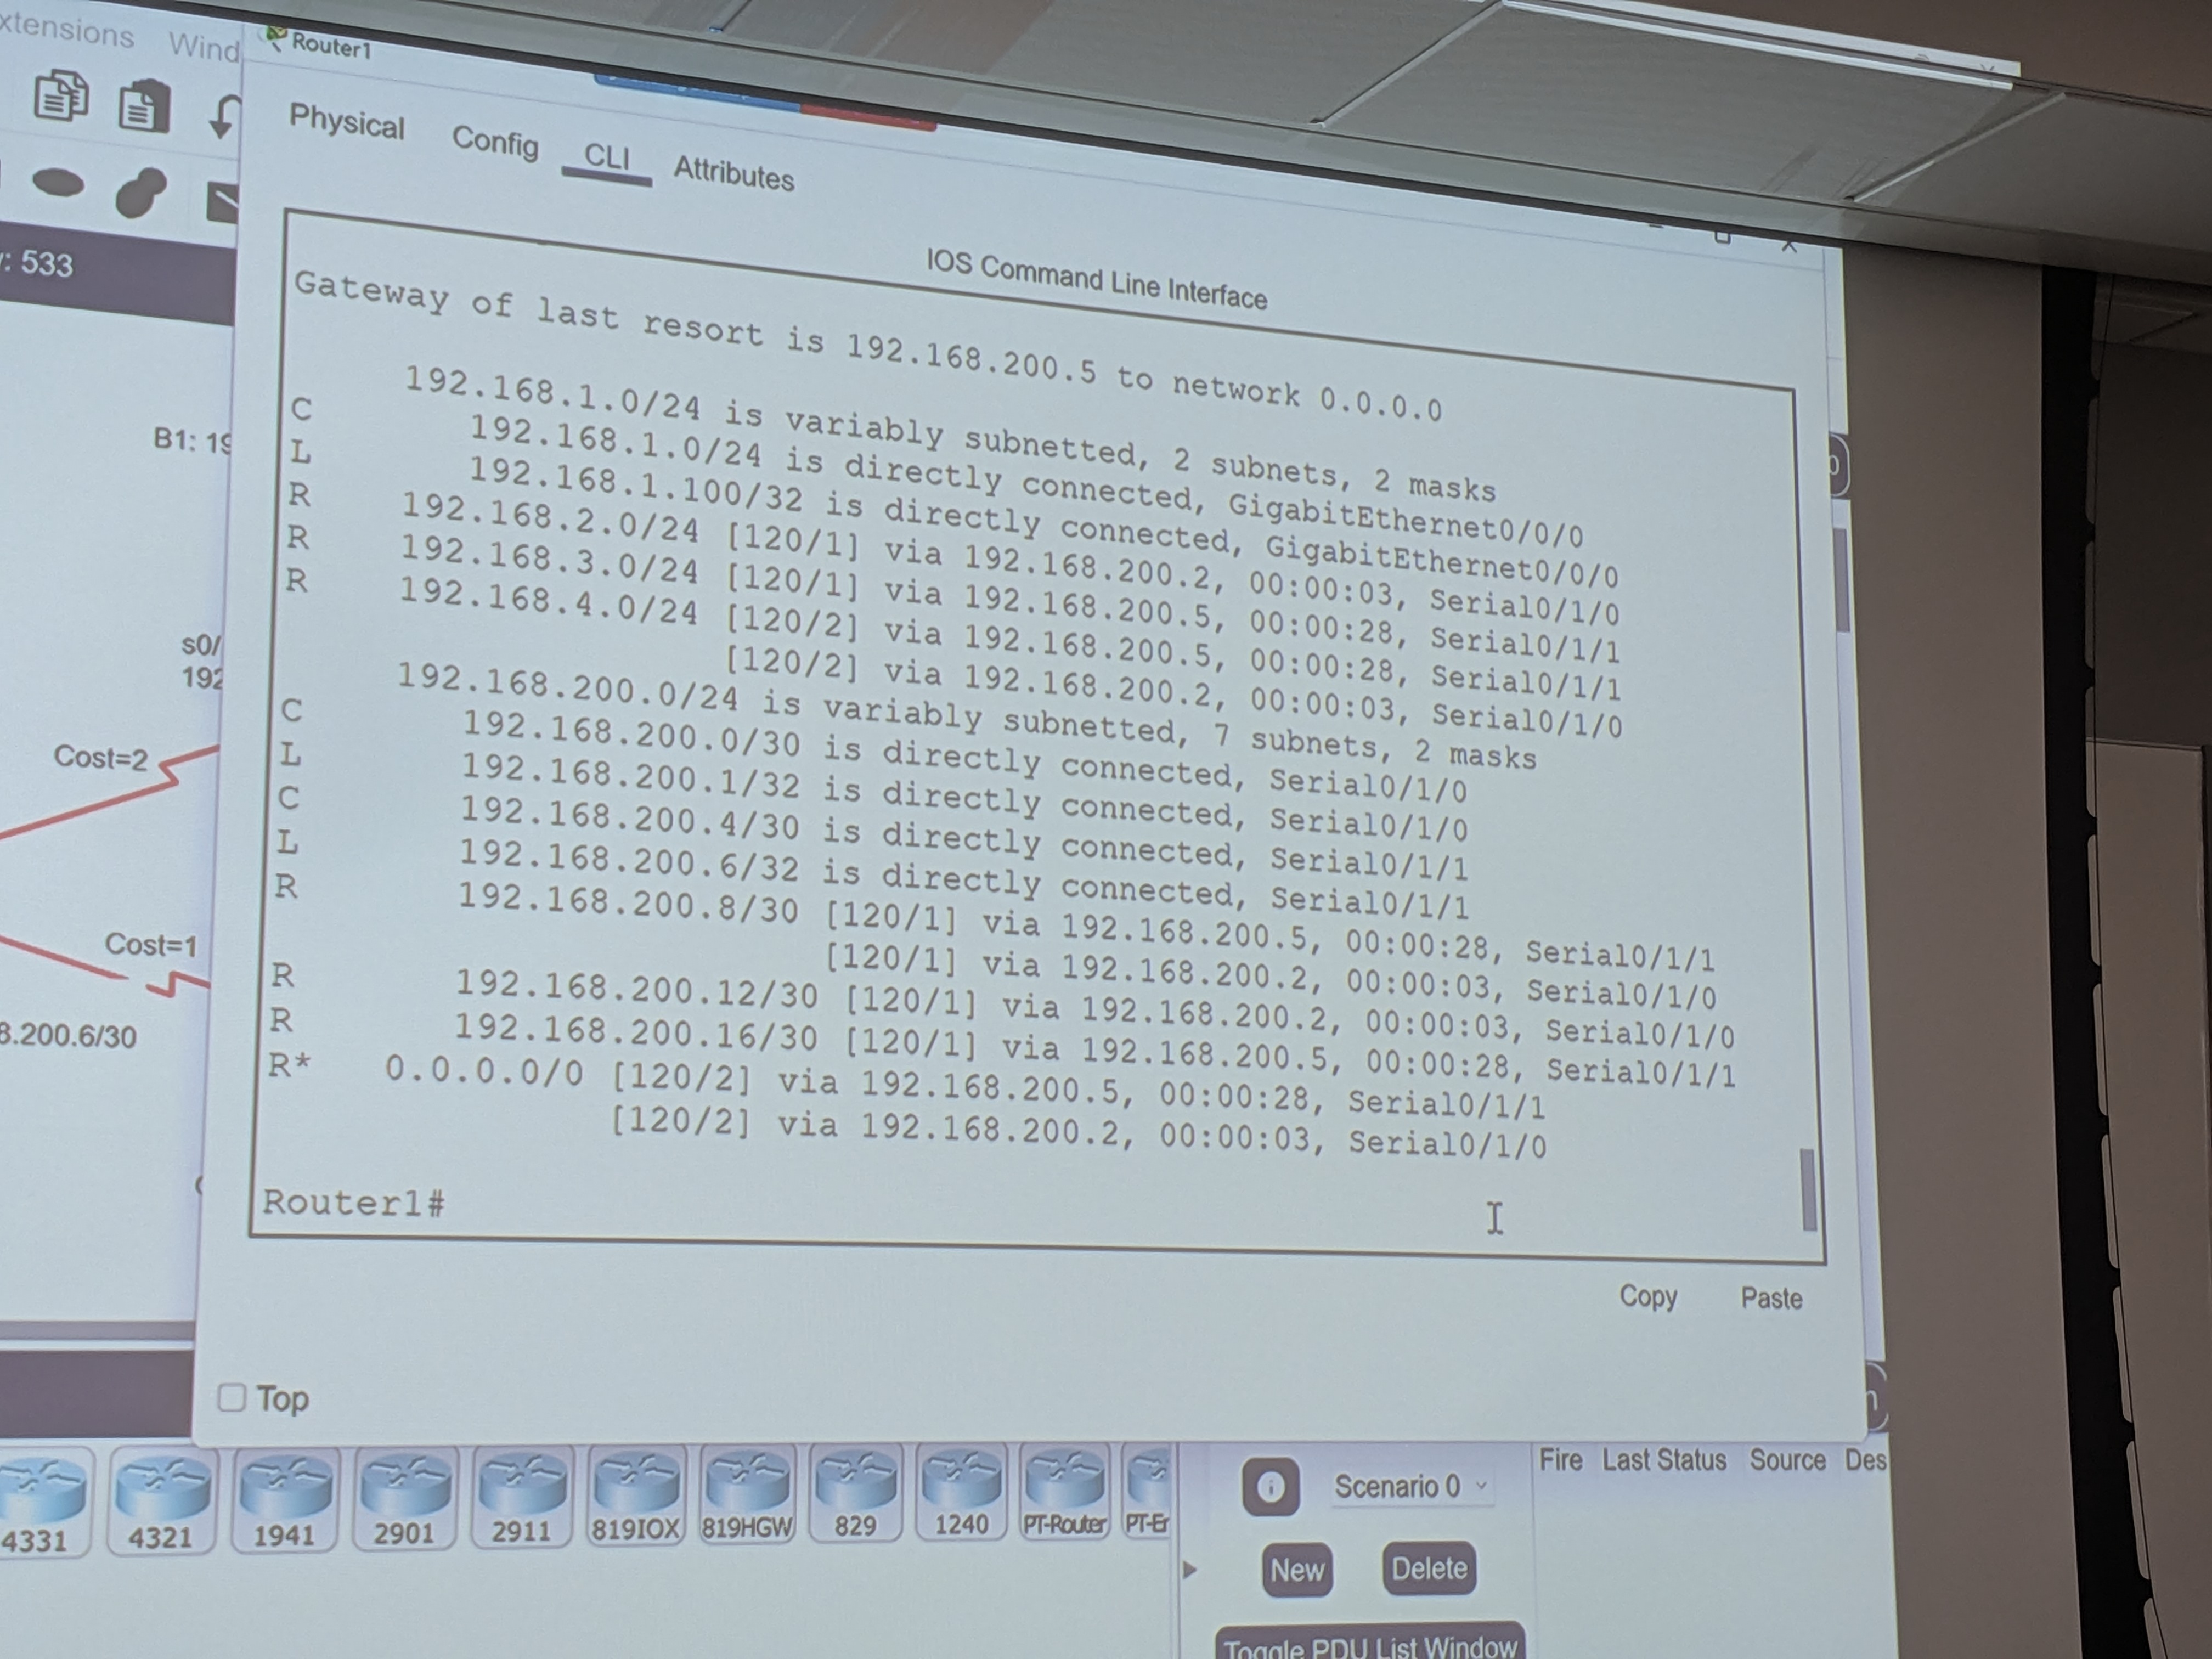 Wind
Router1
Physical Config CLI Attributes
: 533
IOS Command Line Interface
Gateway of last resort is 192.168.200.5 to network 0.0.0.0
192.168.1.0/24 is variably subnetted, 2 subnets, 2 masks
C 192.168.1.0/24 is directly connected, GigabitEthernet0/0/0
L 192.168.1.100/32 is directly connected, GigabitEthernet0/0/0
R 192.168.2.0/24 [120/1] via 192.168.200.2, 00:00:03, Serial0/1/0
R 192.168.3.0/24 [120/1] via 192.168.200.5, 00:00:28, Serial0/1/1
R 192.168.4.0/24 [120/2] via 192.168.200.5, 00:00:28, Serial0/1/1
[120/2] via 192.168.200.2, 00:00:03, Serial0/1/0
192.168.200.0/24 is variably subnetted, 7 subnets, 2 masks
C 192.168.200.0/30 is directly connected, Serial0/1/0
L 192.168.200.1/32 is directly connected, Serial0/1/0
C 192.168.200.4/30 is directly connected, Serial0/1/1
L 192.168.200.6/32 is directly connected, Serial0/1/1
R 192.168.200.8/30 [120/1] via 192.168.200.5, 00:00:28, Serial0/1/1
[120/1] via 192.168.200.2, 00:00:03, Serial0/1/0
R 192.168.200.12/30 [120/1] via 192.168.200.2, 00:00:03, Serial0/1/0
R 192.168.200.16/30 [120/1] via 192.168.200.5, 00:00:28, Serial0/1/1
R* 0.0.0.0/0 [120/2] via 192.168.200.5, 00:00:28, Serial0/1/1
[120/2] via 192.168.200.2, 00:00:03, Serial0/1/0
Router1#
B1: 19
s0/
192
Cost=2
Cost=1
8.200.6/30
Copy Paste
Top
4331 4321 1941 2901 2911 819IOX 819HGW 829 1240 PT-Router PT-Er
Scenario 0
Fire Last Status Source Des
New Delete
Toggle PDU List Window